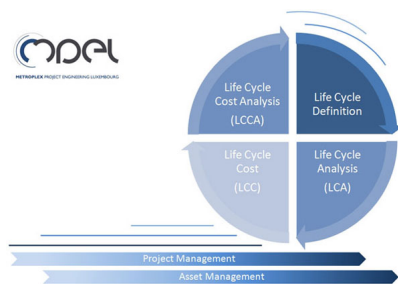 mpel
METROPLEX PROJECT ENGINEERING LUXEMBOURG
Life Cycle
Cost Analysis
(LCCA)
Life Cycle
Definition
Life Cycle
Cost
(LCC)
Life Cycle
Analysis
(LCA)
Project Management
Asset Management